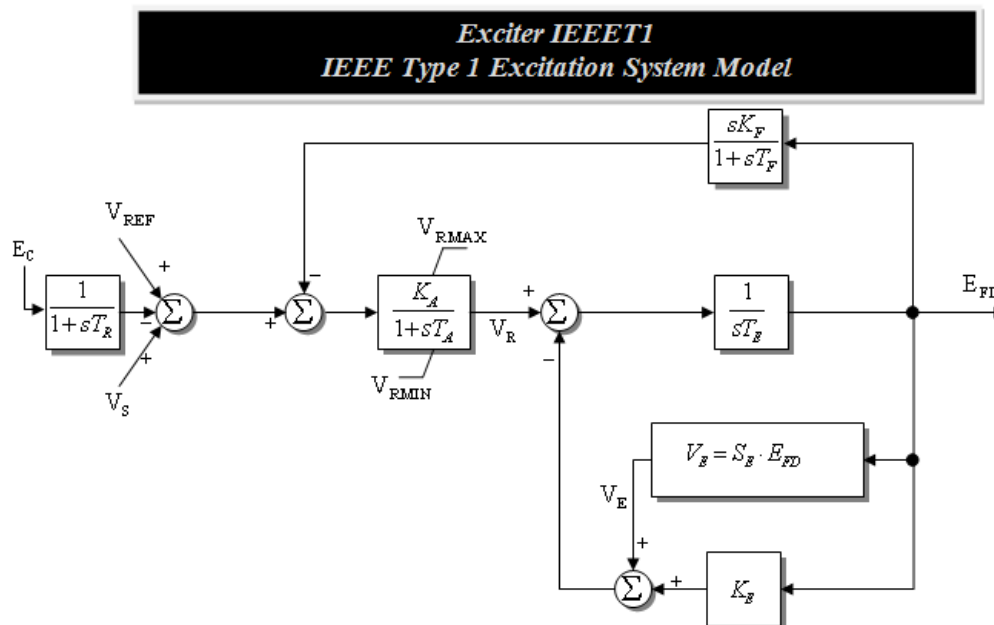 Exciter IEEET1
IEEE Type 1 Excitation System Model
sK_F
1+sT_F
V_REF
V_RMAX
E_C
E_FD
+
−
1
1+sT_R
−
Σ
+
Σ
K_A
1+sT_A
+
Σ
1
sT_E
+
V_R
−
V_S
V_RMIN
V_E = S_E · E_FD
V_E
+
Σ
+
K_E